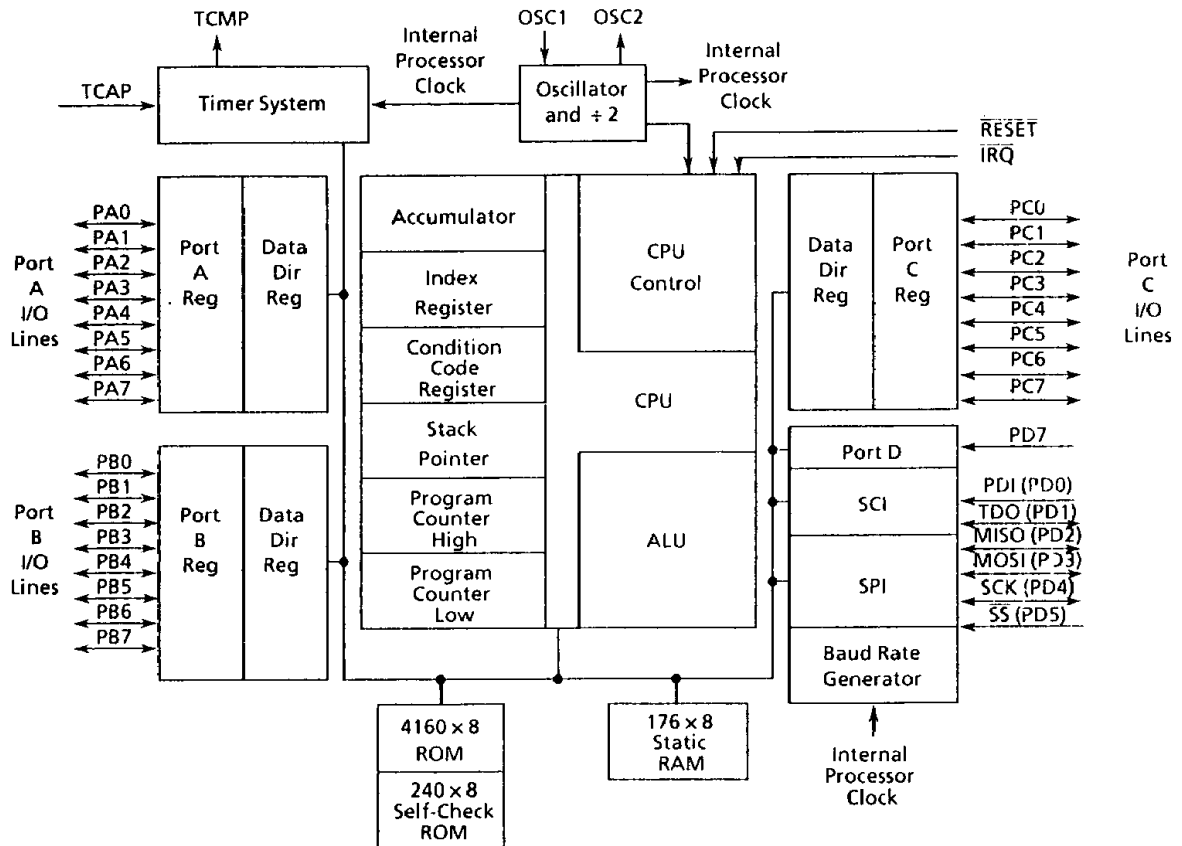 TCMP
OSC1
OSC2
Internal
Processor
Clock
Internal
Processor
Clock
TCAP
Timer System
Oscillator
and ÷ 2
RESET
IRQ
Port
A
I/O
Lines
PA0
PA1
PA2
PA3
PA4
PA5
PA6
PA7
Port
A
Reg
Data
Dir
Reg
Accumulator
Index
Register
Condition
Code
Register
Stack
Pointer
Program
Counter
High
Program
Counter
Low
CPU
Control
CPU
ALU
Data
Dir
Reg
Port
C
Reg
PC0
PC1
PC2
PC3
PC4
PC5
PC6
PC7
Port
C
I/O
Lines
Port
B
I/O
Lines
PB0
PB1
PB2
PB3
PB4
PB5
PB6
PB7
Port
B
Reg
Data
Dir
Reg
Port D
SCI
SPI
Baud Rate
Generator
PD7
PDI (PD0)
TDO (PD1)
MISO (PD2)
MOSI (PD3)
SCK (PD4)
SS (PD5)
4160 × 8
ROM
240 × 8
Self-Check
ROM
176 × 8
Static
RAM
Internal
Processor
Clock